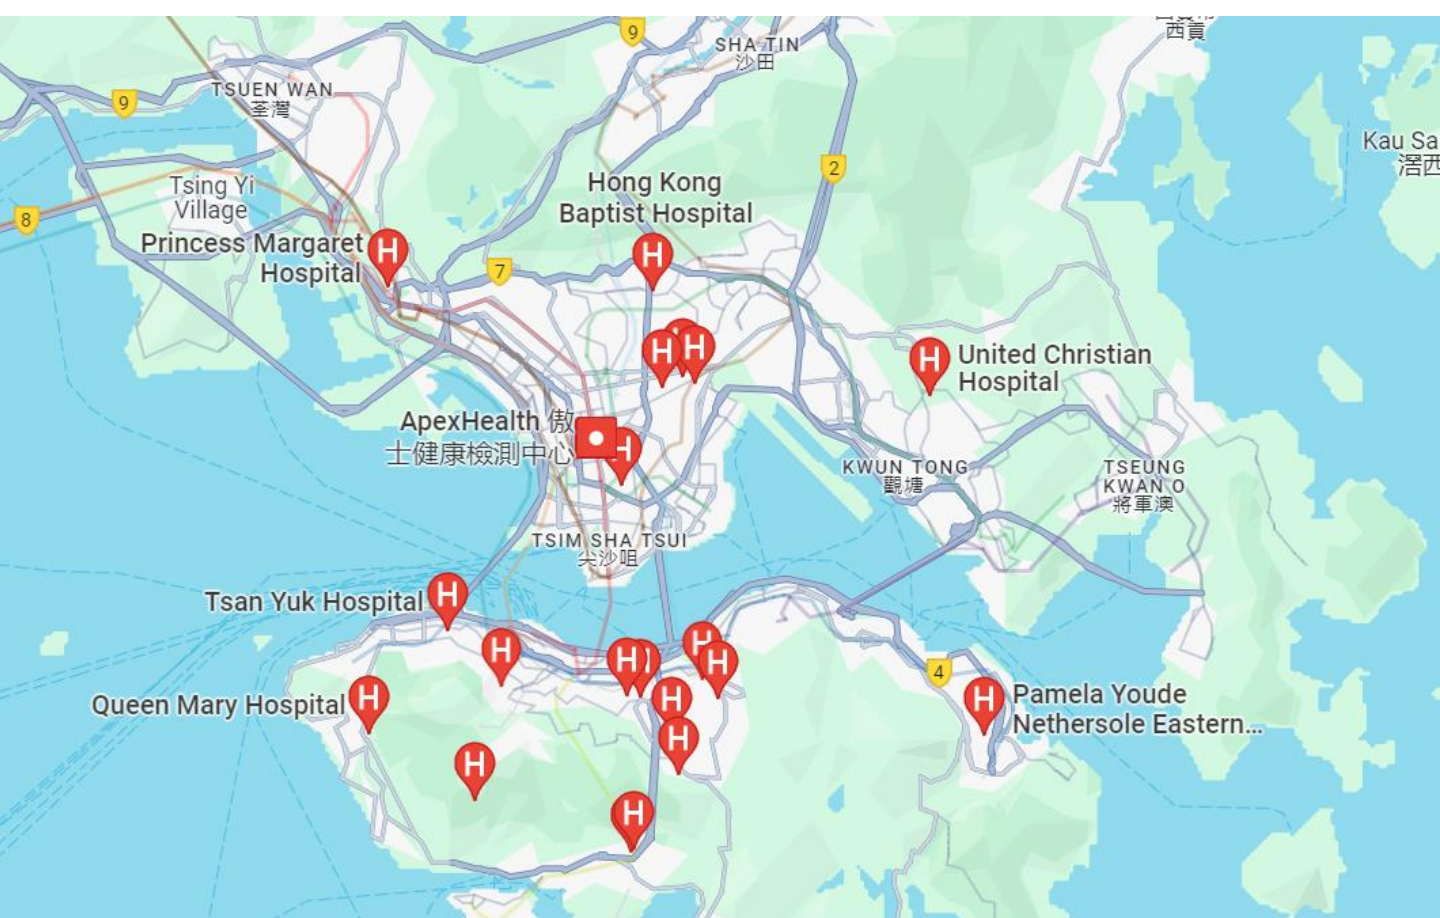 西貢
9
SHA TIN
沙田
TSUEN WAN
荃灣
9
2
Kau Sa
滘西
Tsing Yi
Village
8
Hong Kong
Baptist Hospital
Princess Margaret
Hospital
H
H
7
H
H
H
United Christian
Hospital
ApexHealth 傲
士健康檢測中心
H
KWUN TONG
觀塘
TSEUNG
KWAN O
將軍澳
TSIM SHA TSUI
尖沙咀
Tsan Yuk Hospital
H
H
H
H
H
4
Queen Mary Hospital
H
H
H
Pamela Youde
Nethersole Eastern...
H
H
H